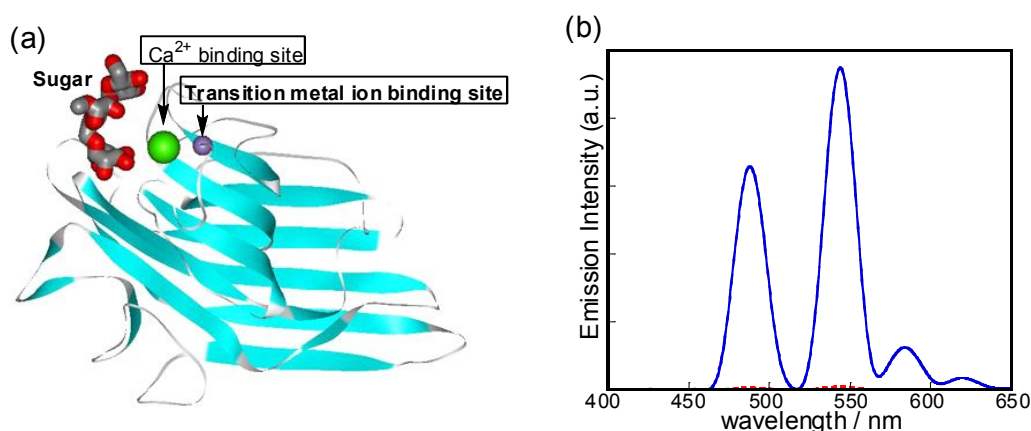 (a)
Ca²⁺ binding site
Sugar
Transition metal ion binding site
(b)
Emission Intensity (a. u.)
400 450 500 550 600 650
wavelength / nm